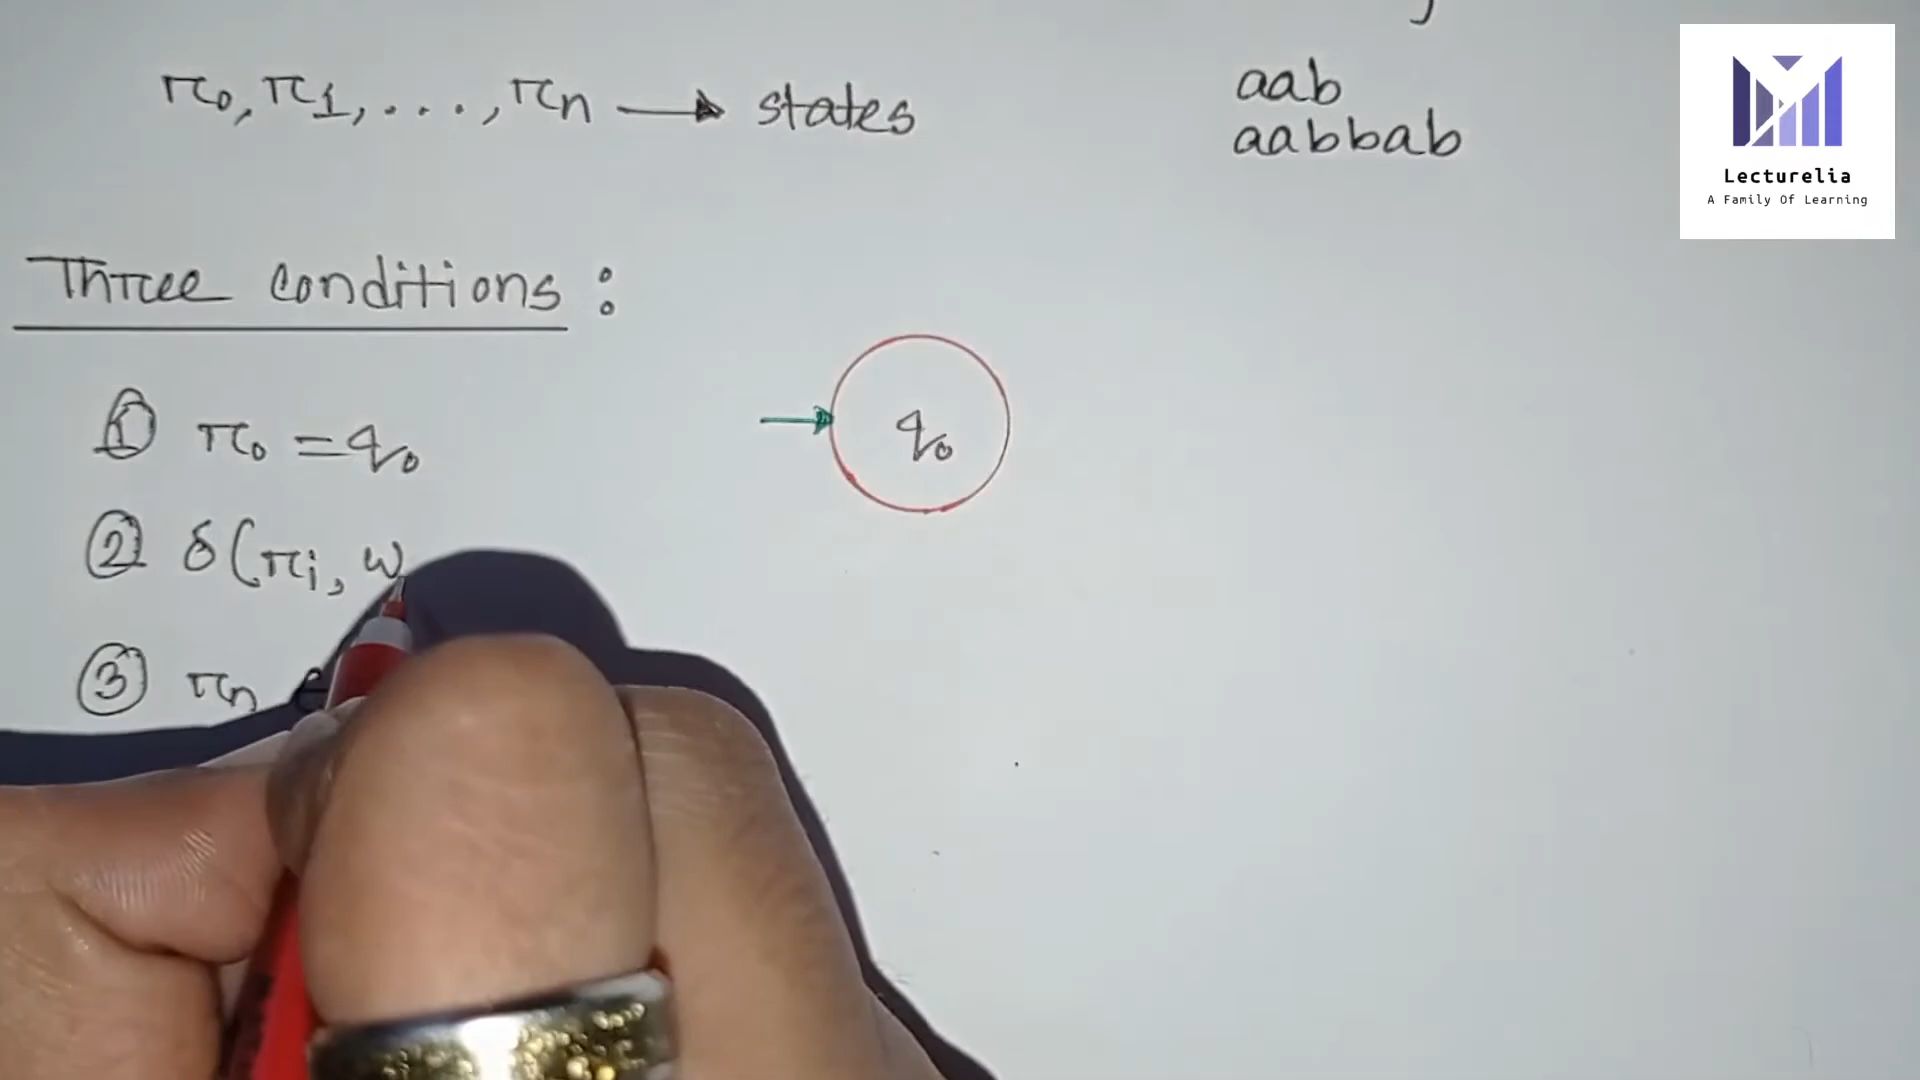 r0, r1, ..., rn → states
aab
aabbab
Lecturelia
A Family Of Learning
Three conditions :
① r0 = q0
q0
② δ(ri, w
③ rn